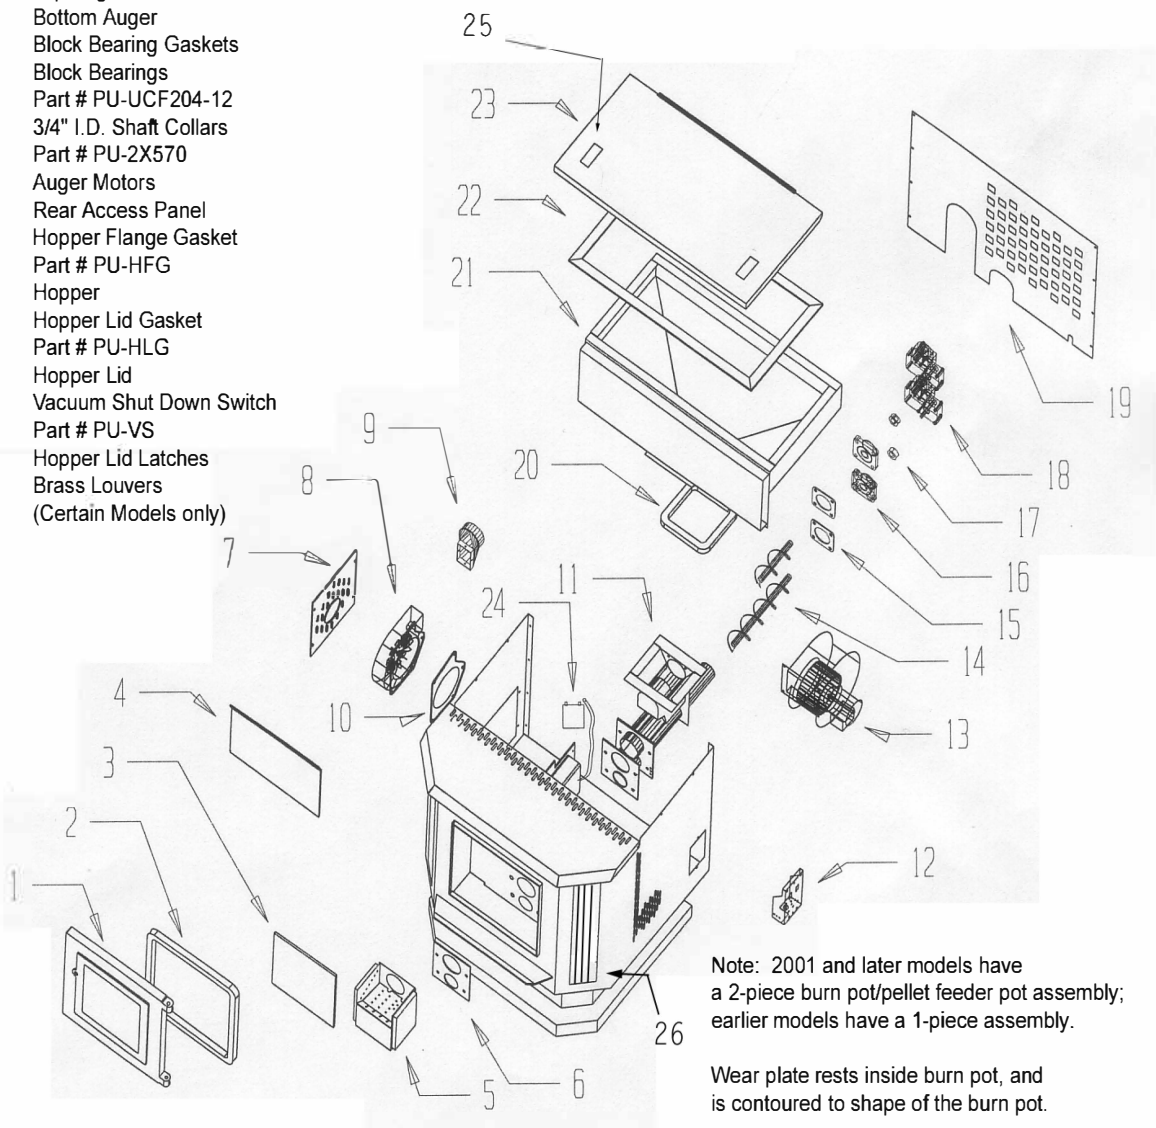 Bottom Auger
Block Bearing Gaskets
Block Bearings
Part # PU-UCF204-12
3/4" I.D. Shaft Collars
Part # PU-2X570
Auger Motors
Rear Access Panel
Hopper Flange Gasket
Part # PU-HFG
Hopper
Hopper Lid Gasket
Part # PU-HLG
Hopper Lid
Vacuum Shut Down Switch
Part # PU-VS
Hopper Lid Latches
Brass Louvers
(Certain Models only)
25
23
22
21
19
9
20
18
8
17
7
11
16
24
15
14
4
10
13
3
2
12
1
26
5
6
Note: 2001 and later models have
a 2-piece burn pot/pellet feeder pot assembly;
earlier models have a 1-piece assembly.
Wear plate rests inside burn pot, and
is contoured to shape of the burn pot.